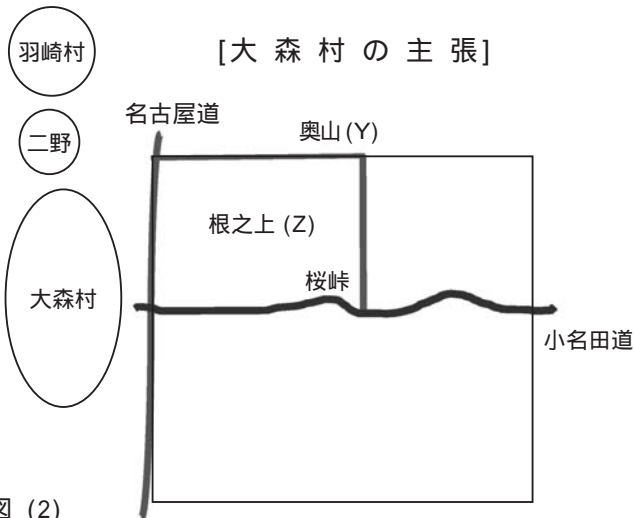 羽崎村
[大 森 村 の 主 張]
名古屋道
奥山(Y)
二野
根之上 (Z)
桜峠
大森村
小名田道
図 (2)